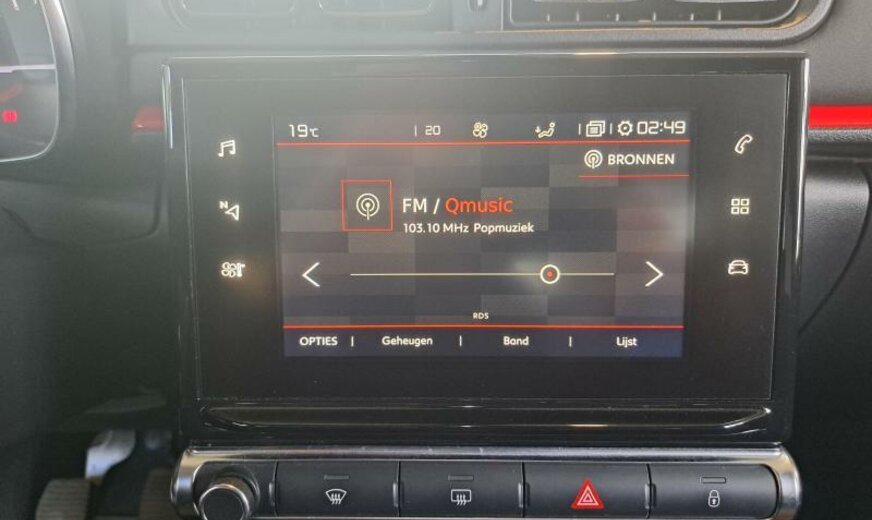 19°C | 20 | | 02:49
BRONNEN
FM / Qmusic
103.10 MHz Popmuziek
N
RDS
OPTIES | Geheugen | Band | Lijst